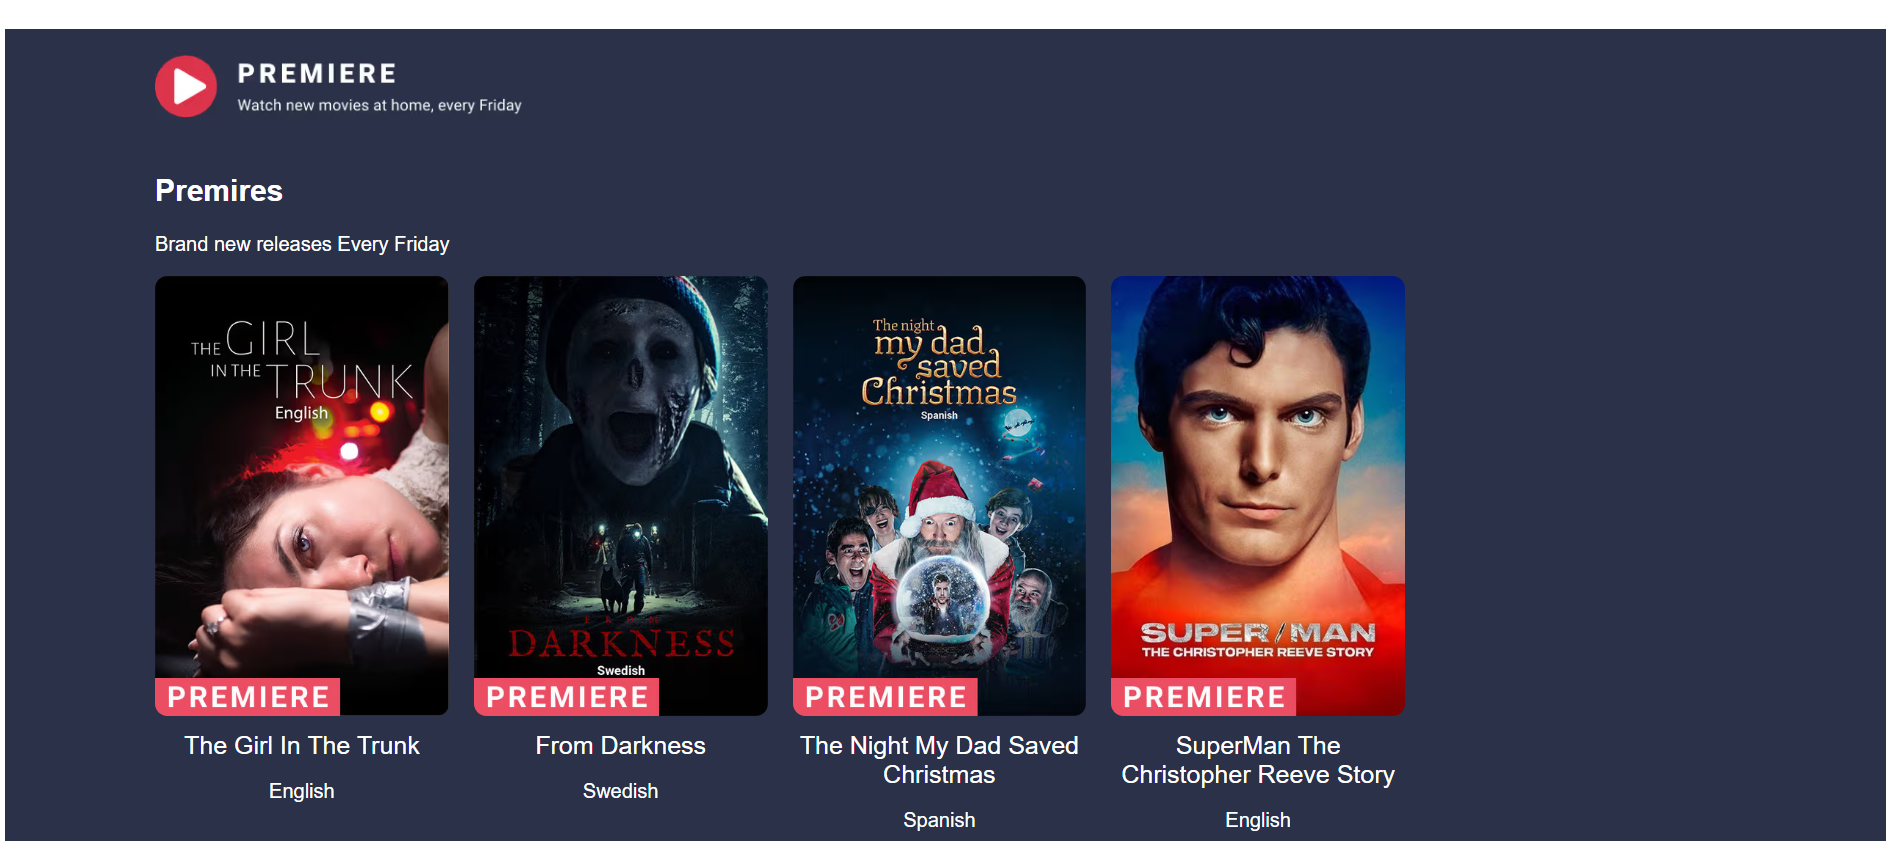 PREMIERE
Watch new movies at home, every Friday
Premires
Brand new releases Every Friday
THE GIRL
IN THE TRUNK
English
PREMIERE
The Girl In The Trunk
English
FROM
DARKNESS
Swedish
PREMIERE
From Darkness
Swedish
The night
my dad
saved
Christmas
Spanish
PREMIERE
The Night My Dad Saved
Christmas
Spanish
SUPER/MAN
THE CHRISTOPHER REEVE STORY
PREMIERE
SuperMan The
Christopher Reeve Story
English